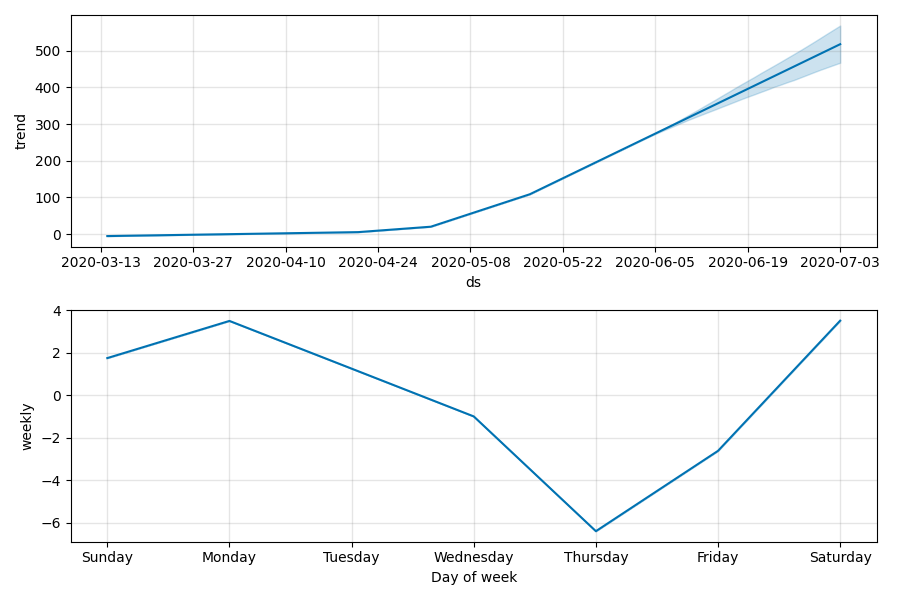 500
400
300
200
100
0
trend
2020-03-13 2020-03-27 2020-04-10 2020-04-24 2020-05-08 2020-05-22 2020-06-05 2020-06-19 2020-07-03
ds
4
2
0
−2
−4
−6
weekly
Sunday Monday Tuesday Wednesday Thursday Friday Saturday
Day of week